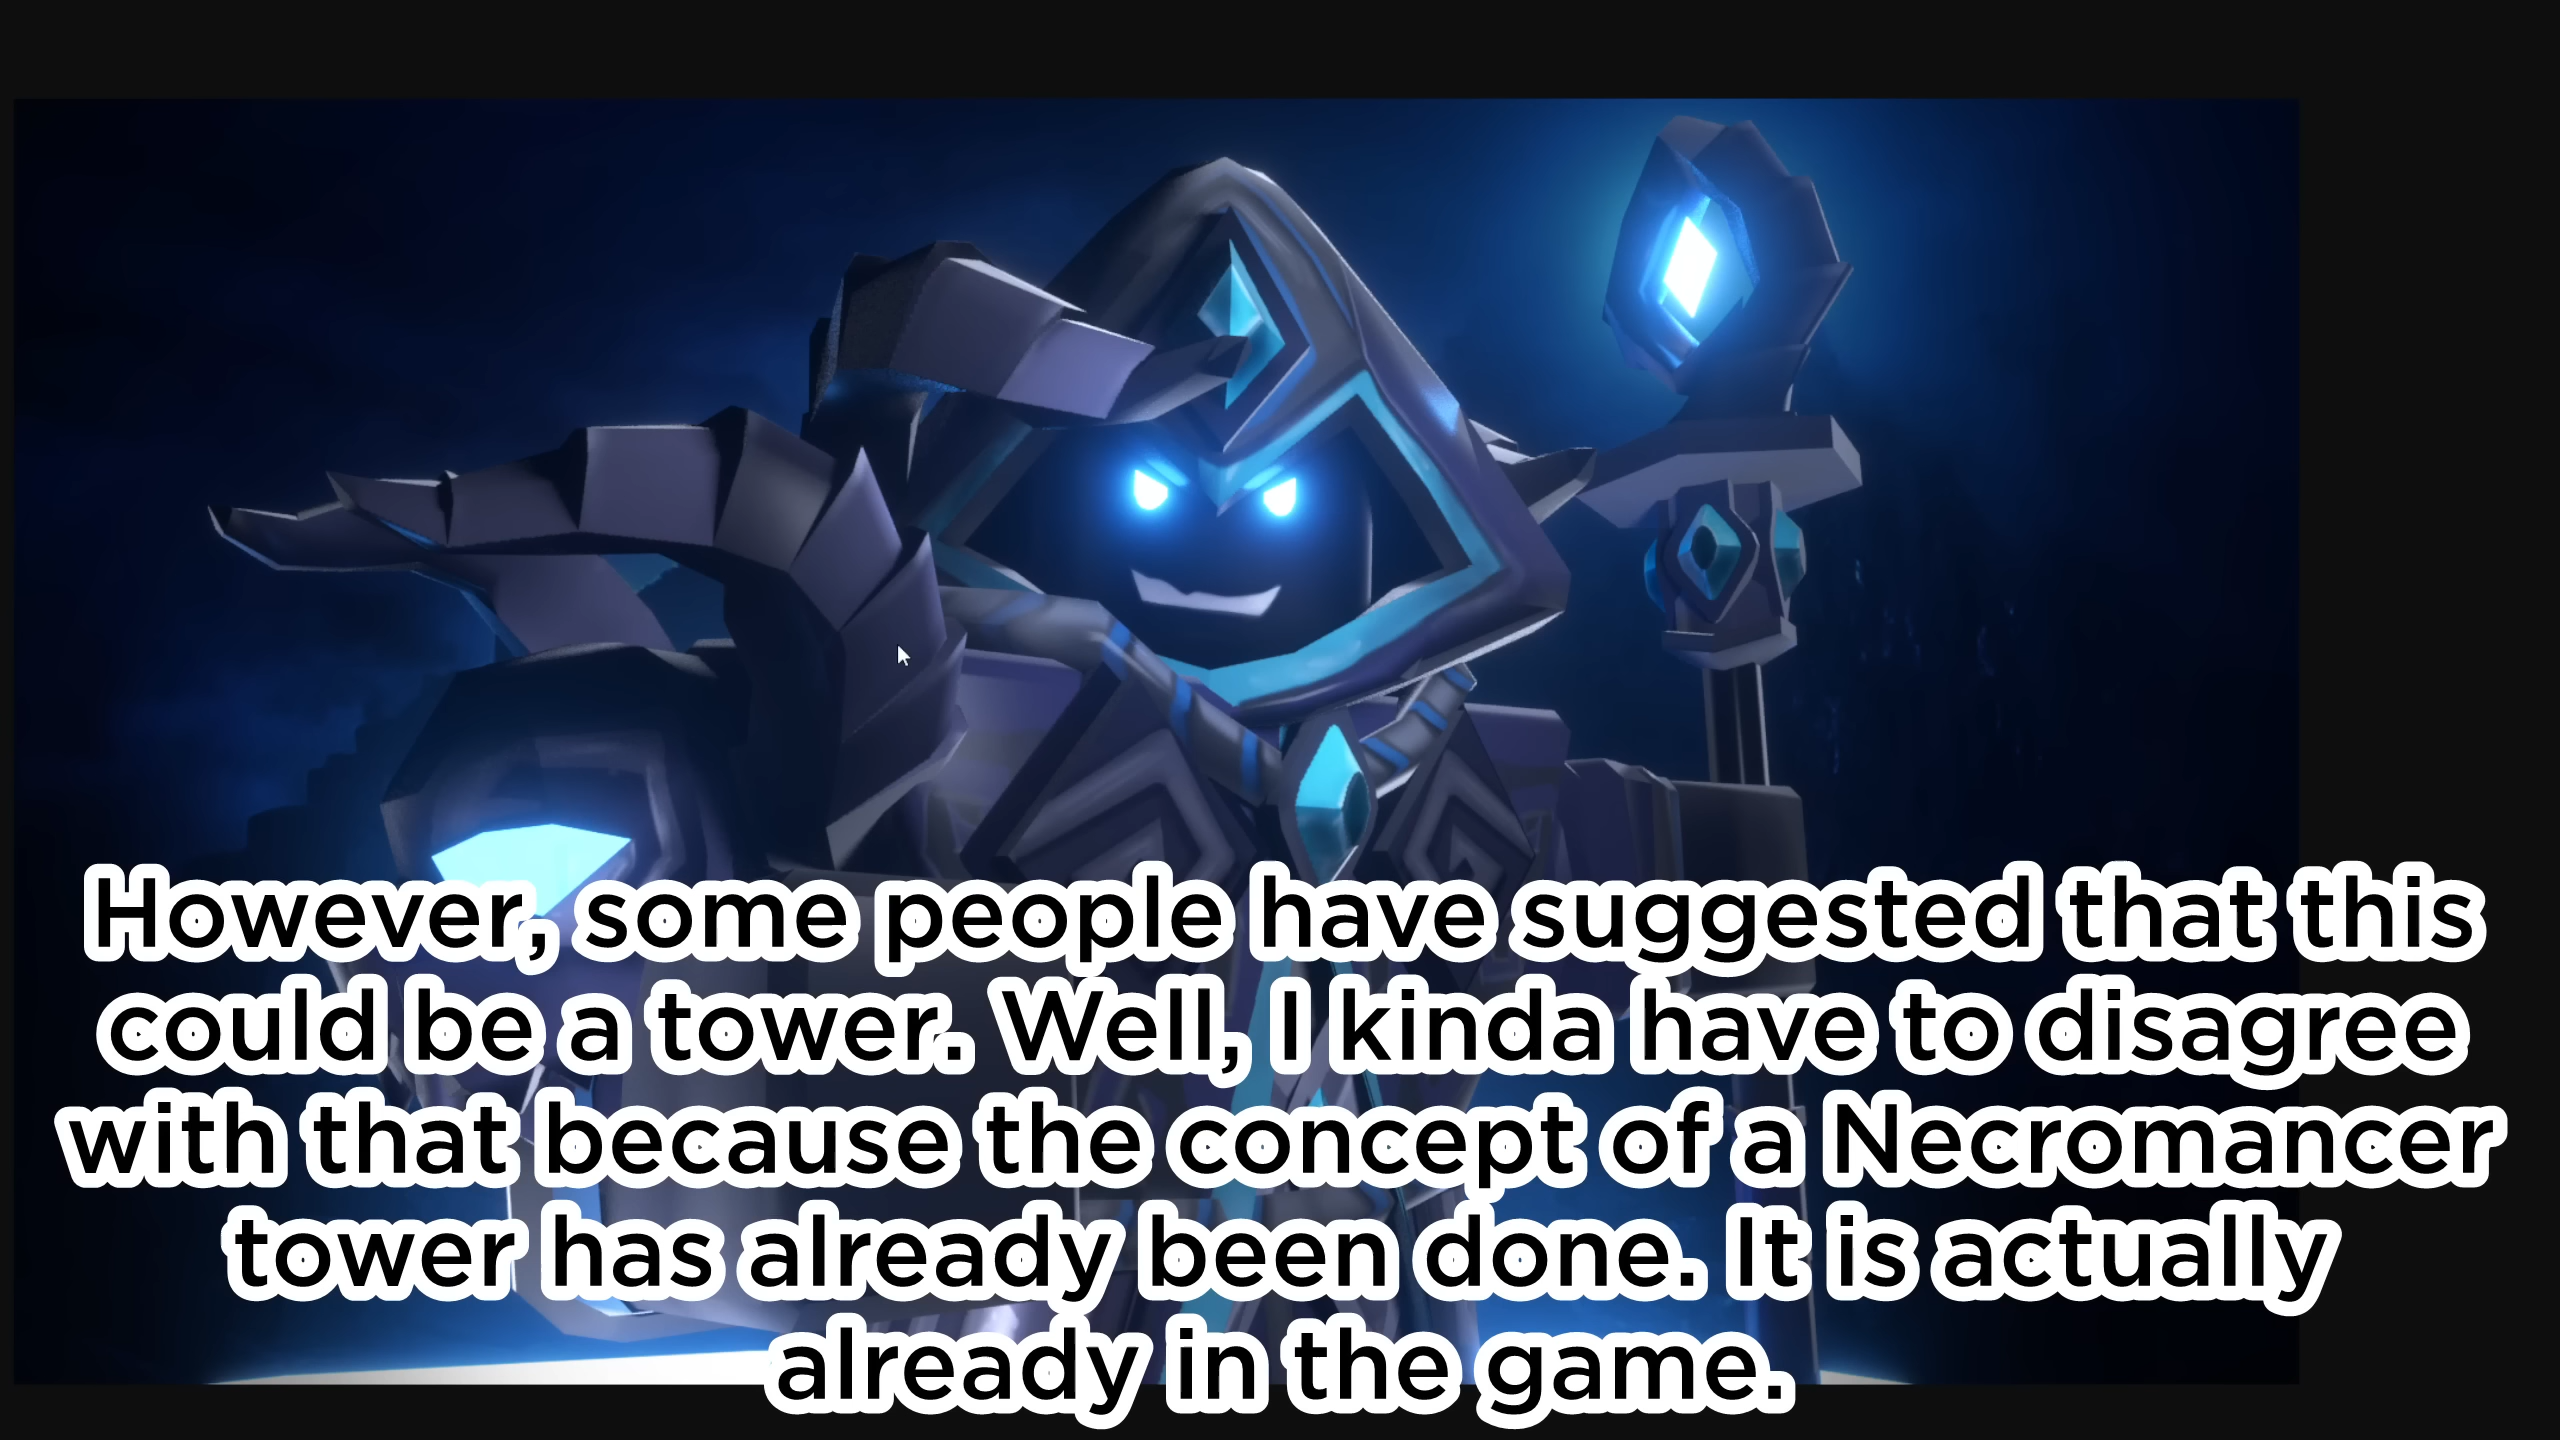 However, some people have suggested that this
could be a tower. Well, I kinda have to disagree
with that because the concept of a Necromancer
tower has already been done. It is actually
already in the game.